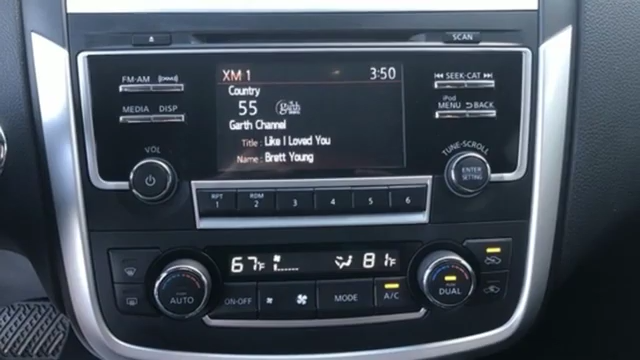 SCAN
FM·AM
SEEK·CAT
MEDIA DISP
iPod
MENU BACK
XM 1 3:50
Country
55 garth
Garth Channel
Title : Like I Loved You
Name : Brett Young
VOL
TUNE·SCROLL
ENTER
SETTING
RPT
1
RDM
2
3
4
5
6
67°F 81°F
AUTO
ON·OFF
MODE
A/C
DUAL